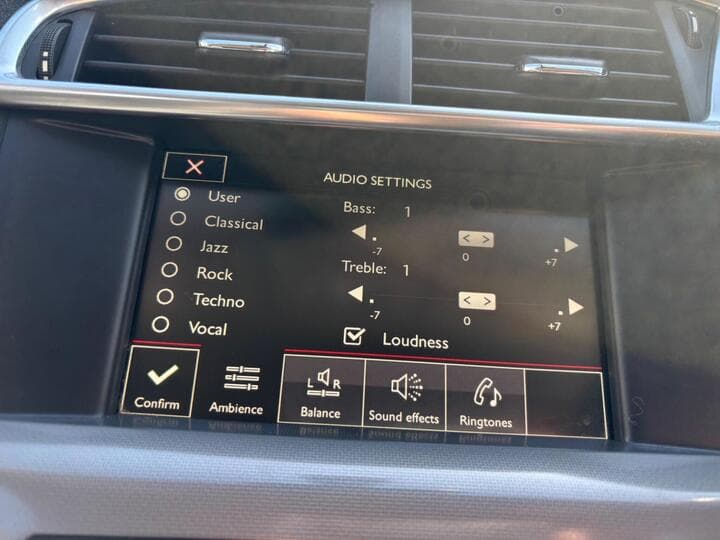 AUDIO SETTINGS
User
Classical
Jazz
Rock
Techno
Vocal
Bass: 1
-7 0 +7
Treble: 1
-7 0 +7
Loudness
Confirm
Ambience
L R
Balance
Sound effects
Ringtones